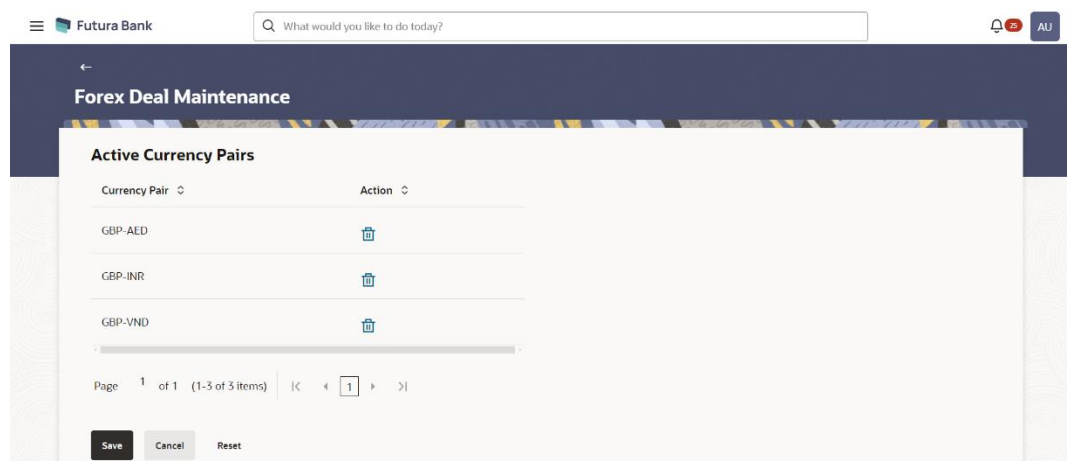 Futura Bank
What would you like to do today?
25
AU
Forex Deal Maintenance
Active Currency Pairs
Currency Pair Action
GBP-AED
GBP-INR
GBP-VND
Page 1 of 1 (1-3 of 3 items) 1
Save Cancel Reset